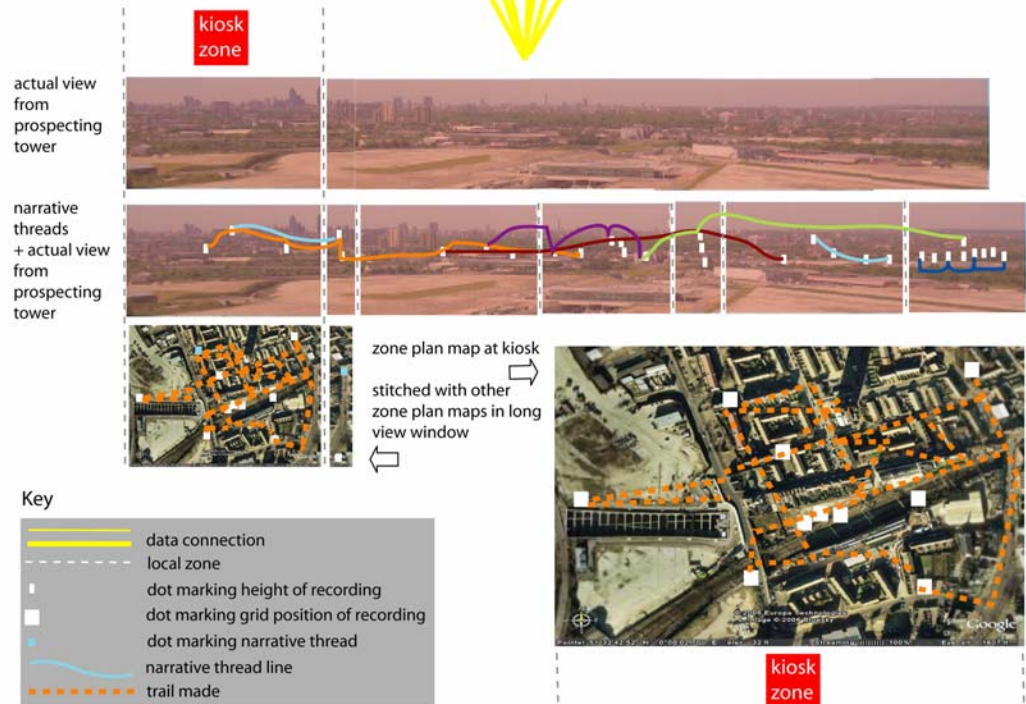 kiosk
zone
actual view
from
prospecting
tower
narrative
threads
+ actual view
from
prospecting
tower
zone plan map at kiosk
stitched with other
zone plan maps in long
view window
Key
data connection
local zone
dot marking height of recording
dot marking grid position of recording
dot marking narrative thread
narrative thread line
trail made
Google
kiosk
zone